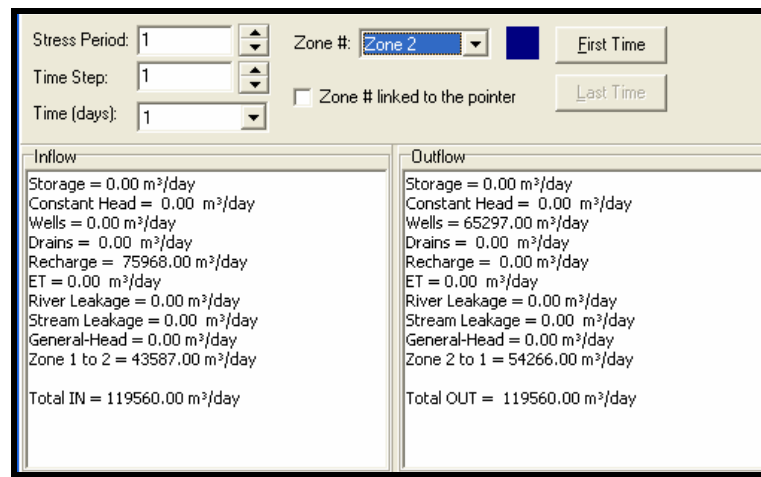 Stress Period: 1 Zone #: Zone 2 First Time
Time Step: 1 Zone # linked to the pointer Last Time
Time (days): 1
Inflow
Storage = 0.00 m³/day
Constant Head = 0.00 m³/day
Wells = 0.00 m³/day
Drains = 0.00 m³/day
Recharge = 75968.00 m³/day
ET = 0.00 m³/day
River Leakage = 0.00 m³/day
Stream Leakage = 0.00 m³/day
General-Head = 0.00 m³/day
Zone 1 to 2 = 43587.00 m³/day
Total IN = 119560.00 m³/day
Outflow
Storage = 0.00 m³/day
Constant Head = 0.00 m³/day
Wells = 65297.00 m³/day
Drains = 0.00 m³/day
Recharge = 0.00 m³/day
ET = 0.00 m³/day
River Leakage = 0.00 m³/day
Stream Leakage = 0.00 m³/day
General-Head = 0.00 m³/day
Zone 2 to 1 = 54266.00 m³/day
Total OUT = 119560.00 m³/day